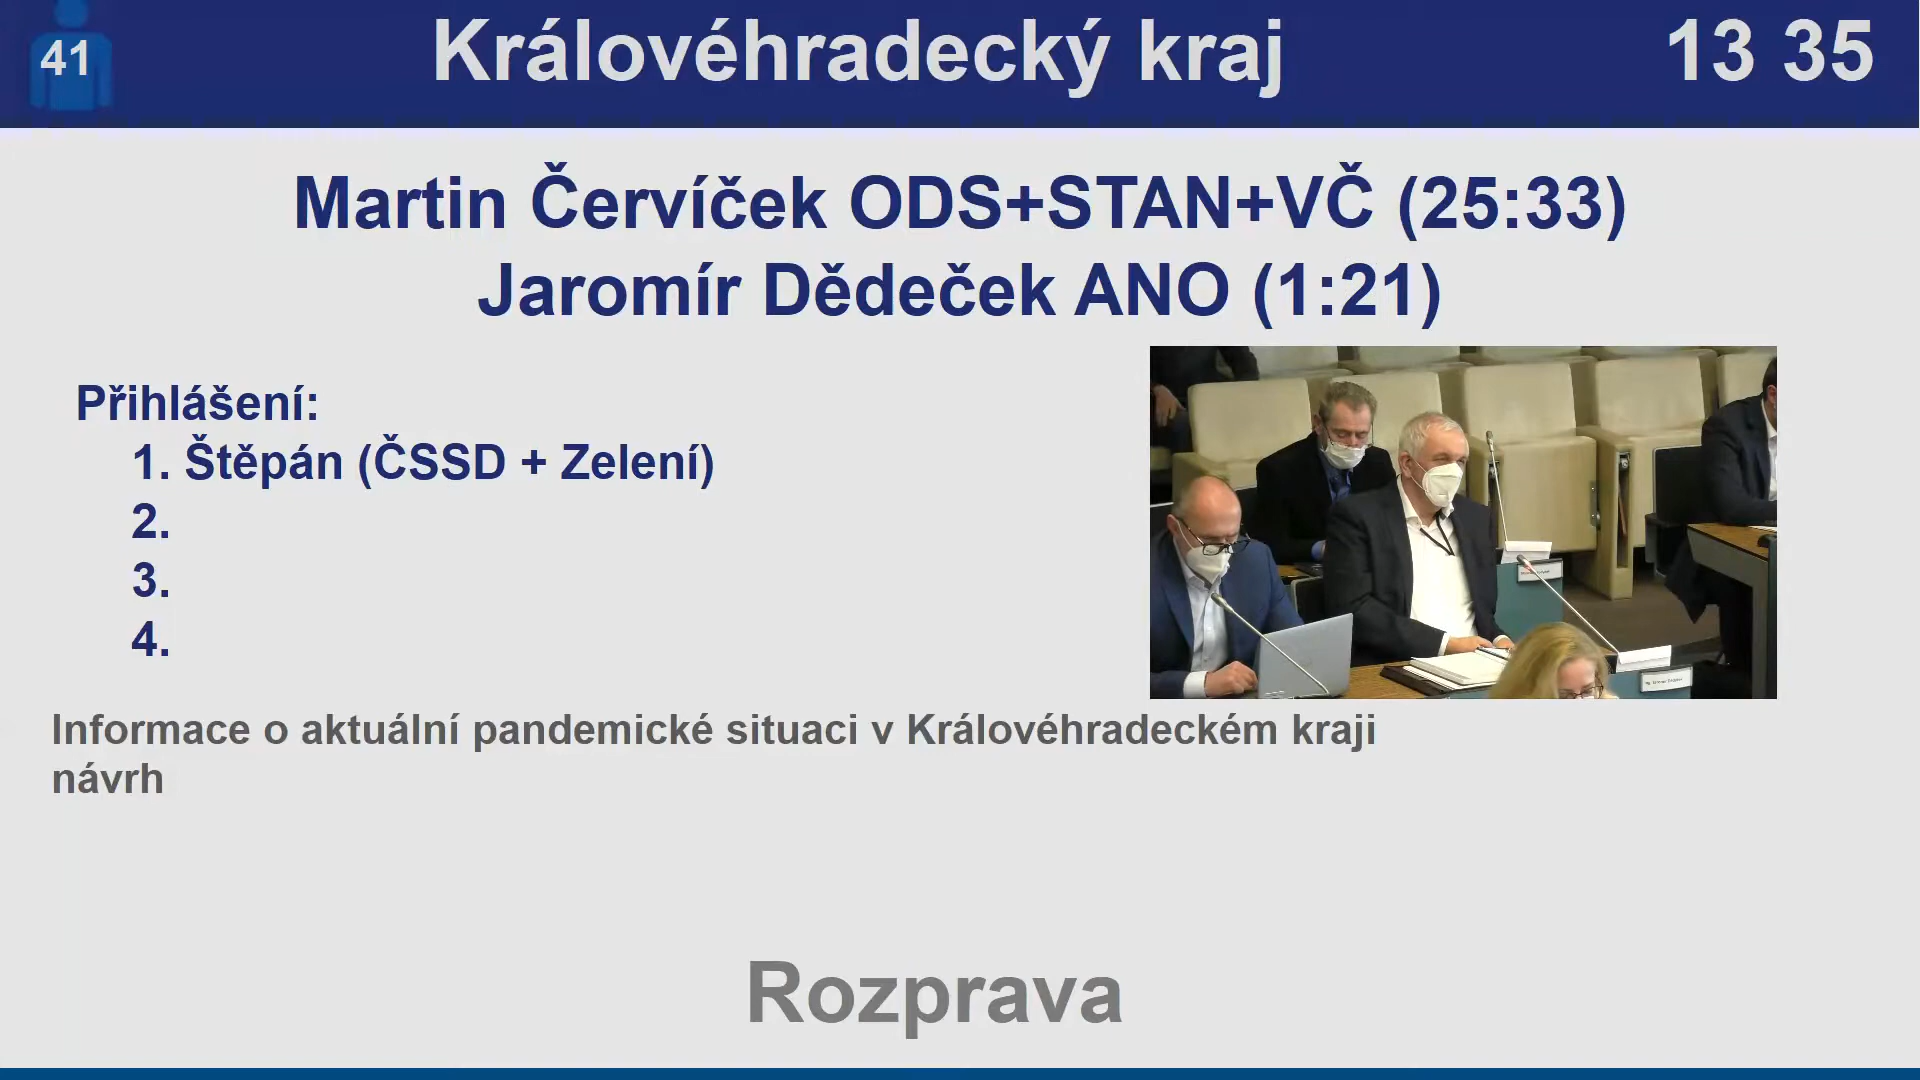 41
Královéhradecký kraj
13 35
Martin Červíček ODS+STAN+VČ (25:33)
Jaromír Dědeček ANO (1:21)
Přihlášení:
1. Štěpán (ČSSD + Zelení)
2.
3.
4.
Informace o aktuální pandemické situaci v Královéhradeckém kraji
návrh
Rozprava